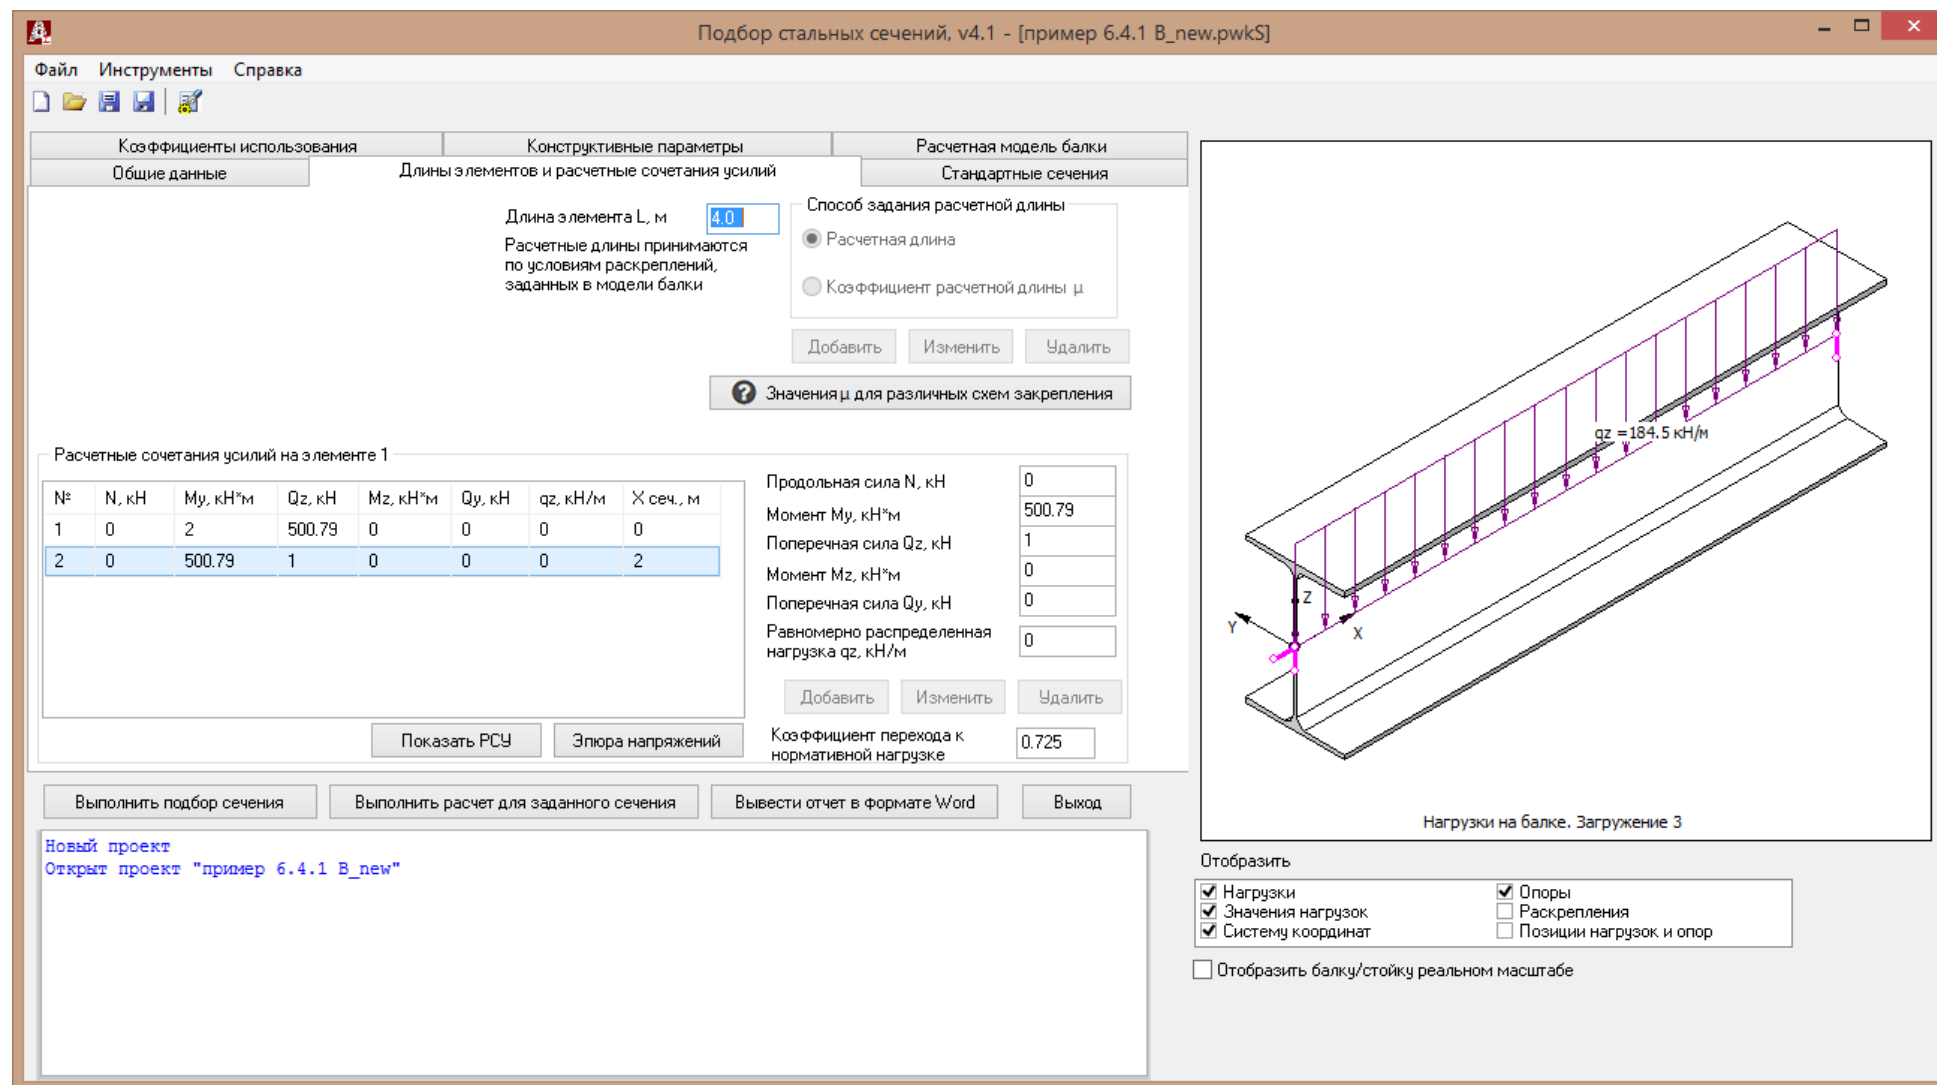 Подбор стальных сечений, v4.1 - [пример 6.4.1 B_new.pwkS]
Файл Инструменты Справка
Коэффициенты использования Конструктивные параметры Расчетная модель балки
Общие данные Длины элементов и расчетные сочетания усилий Стандартные сечения
Длина элемента L, м 4.0
Расчетные длины принимаются
по условиям раскреплений,
заданных в модели балки
Способ задания расчетной длины
Расчетная длина
Коэффициент расчетной длины μ
Добавить Изменить Удалить
Значения μ для различных схем закрепления
Расчетные сочетания усилий на элементе 1
№ N, кН My, кН*м Qz, кН Mz, кН*м Qy, кН qz, кН/м X сеч., м
1 0 2 500.79 0 0 0 0
2 0 500.79 1 0 0 0 2
Продольная сила N, кН 0
Момент My, кН*м 500.79
Поперечная сила Qz, кН 1
Момент Mz, кН*м 0
Поперечная сила Qy, кН 0
Равномерно распределенная
нагрузка qz, кН/м 0
Добавить Изменить Удалить
Показать РСУ Эпюра напряжений
Коэффициент перехода к
нормативной нагрузке 0.725
Выполнить подбор сечения Выполнить расчет для заданного сечения Вывести отчет в формате Word Выход
Новый проект
Открыт проект "пример 6.4.1 B_new"
qz =184.5 кН/м
Z
Y
X
Нагрузки на балке. Загружение 3
Отобразить
Нагрузки Опоры
Значения нагрузок Раскрепления
Систему координат Позиции нагрузок и опор
Отобразить балку/стойку реальном масштабе